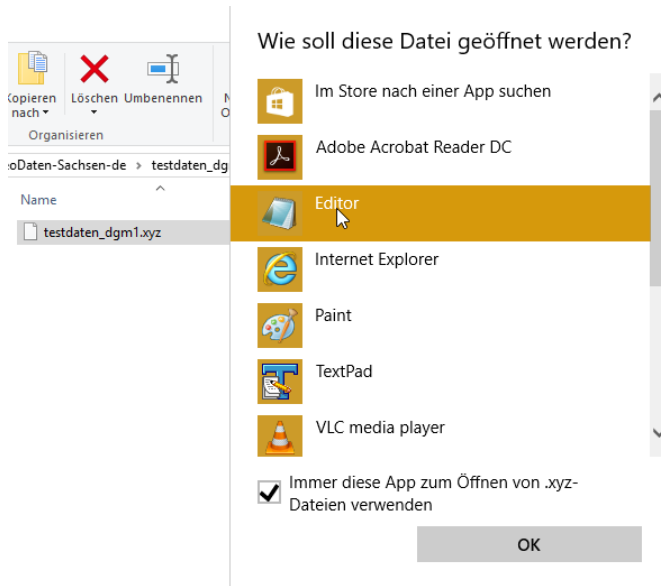 Kopieren
nach
Löschen
Umbenennen
Organisieren
oDaten-Sachsen-de
testdaten_dg
Name
testdaten_dgm1.xyz
Wie soll diese Datei geöffnet werden?
Im Store nach einer App suchen
Adobe Acrobat Reader DC
Editor
Internet Explorer
Paint
TextPad
VLC media player
Immer diese App zum Öffnen von .xyz-
Dateien verwenden
OK